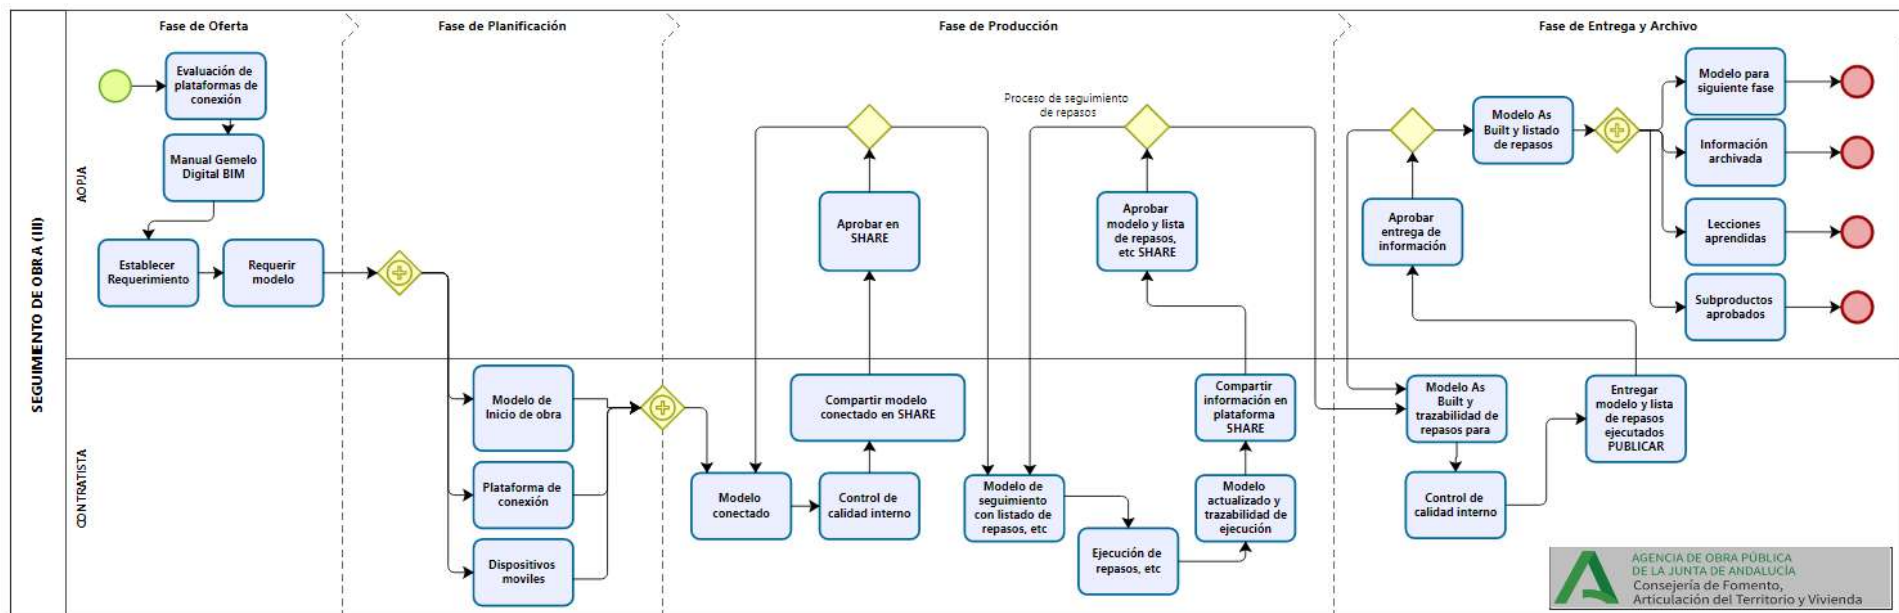 SEGUIMIENTO DE OBRA (III)
AOPJA
CONTRATISTA
Fase de Oferta
Fase de Planificación
Fase de Producción
Fase de Entrega y Archivo
Evaluación de
plataformas de
conexión
Manual Gemelo
Digital BIM
Establecer
Requerimiento
Requerir
modelo
Modelo de
Inicio de obra
Plataforma de
conexión
Dispositivos
moviles
Modelo
conectado
Control de
calidad interno
Compartir modelo
conectado en SHARE
Aprobar en
SHARE
Proceso de seguimiento
de repasos
Modelo de
seguimiento
con listado de
repasos, etc
Ejecución de
repasos, etc
Modelo
actualizado y
trazabilidad de
ejecución
Compartir
información en
plataforma
SHARE
Aprobar
modelo y lista
de repasos,
etc SHARE
Modelo As
Built y
trazabilidad de
repasos para
Control de
calidad interno
Entregar
modelo y lista
de repasos
ejecutados
PUBLICAR
Aprobar
entrega de
información
Modelo As
Built y listado
de repasos
Modelo para
siguiente fase
Información
archivada
Lecciones
aprendidas
Subproductos
aprobados
AGENCIA DE OBRA PÚBLICA
DE LA JUNTA DE ANDALUCÍA
Consejería de Fomento,
Articulación del Territorio y Vivienda